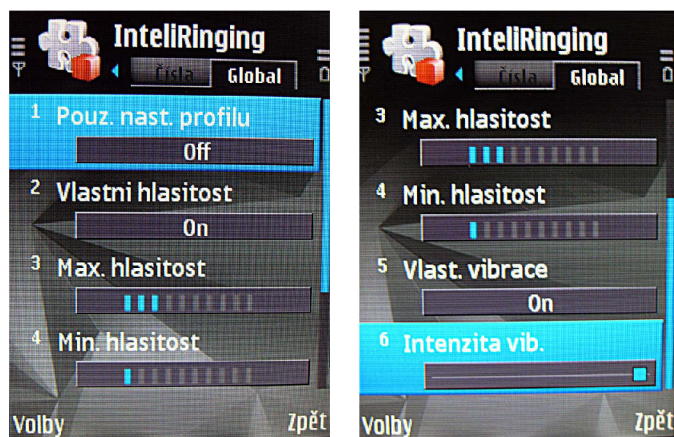 InteliRinging
Čísla Global
1 Pouz. nast. profilu
Off
2 Vlastni hlasitost
On
3 Max. hlasitost
4 Min. hlasitost
Volby Zpět
InteliRinging
Čísla Global
3 Max. hlasitost
4 Min. hlasitost
5 Vlast. vibrace
On
6 Intenzita vib.
Volby Zpět